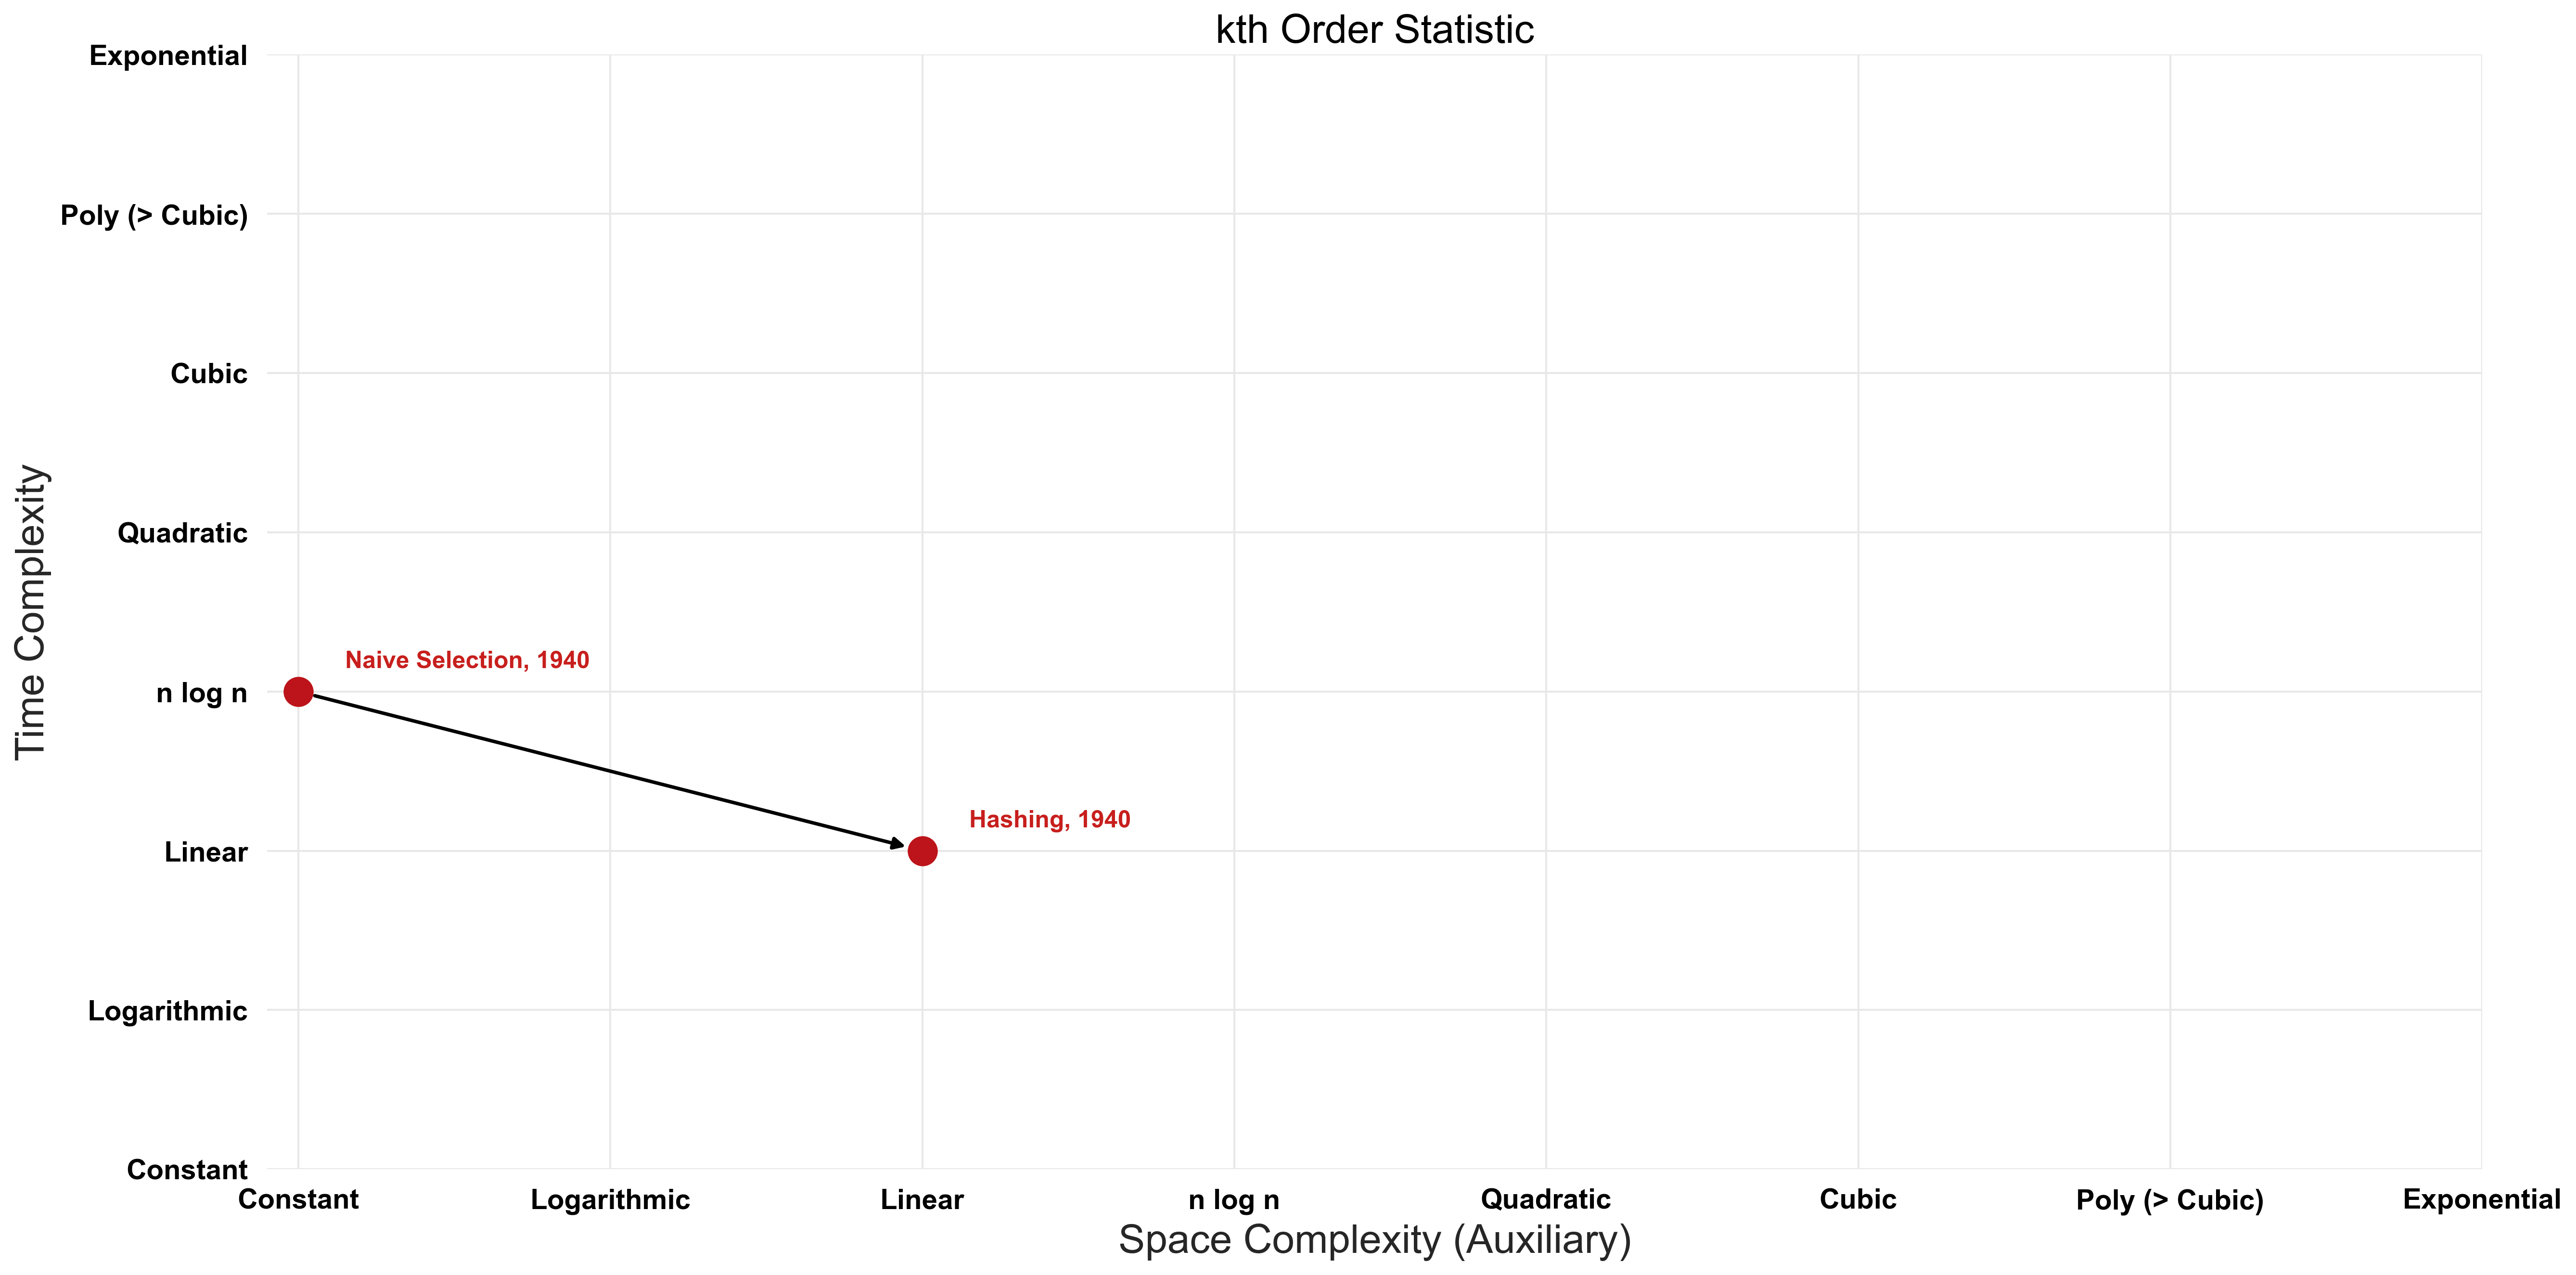 kth Order Statistic
Time Complexity
Exponential
Poly (> Cubic)
Cubic
Quadratic
n log n
Linear
Logarithmic
Constant
Naive Selection, 1940
Hashing, 1940
Constant
Logarithmic
Linear
n log n
Quadratic
Cubic
Poly (> Cubic)
Exponential
Space Complexity (Auxiliary)